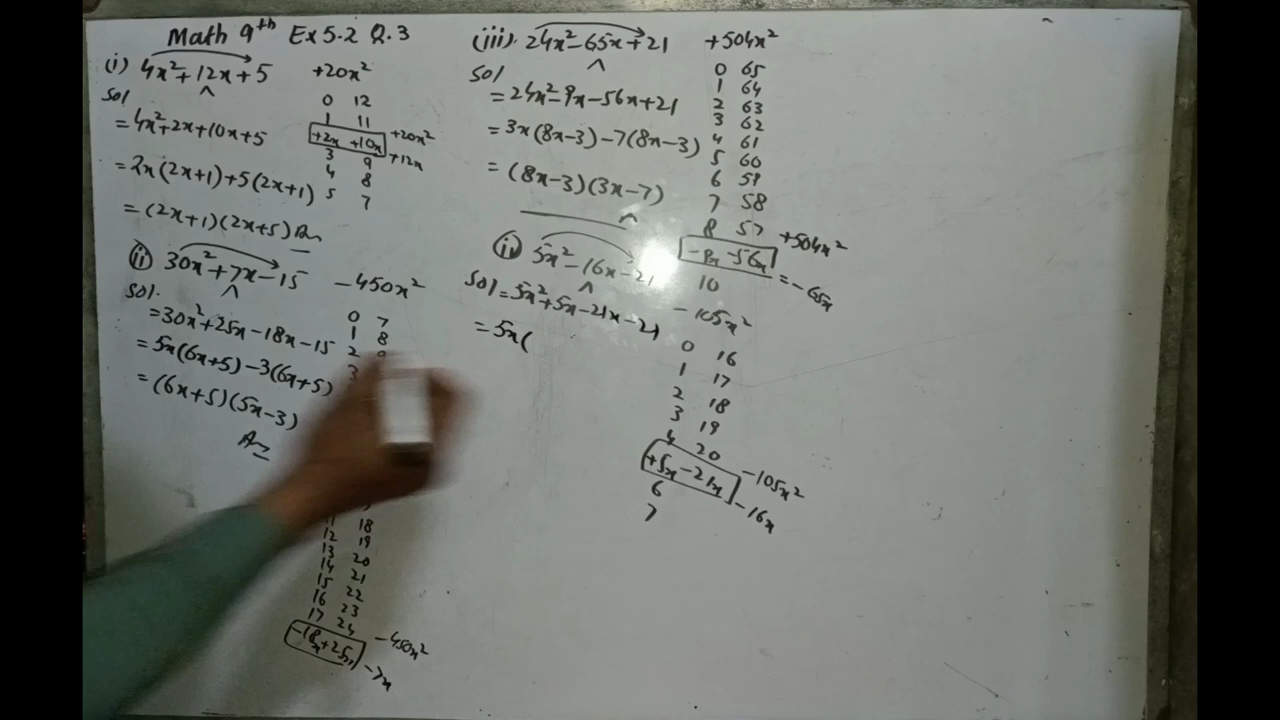 Math 9th Ex 5.2 Q.3
(i) 4x²+12x+5
+20x²
Sol
0 12
1 11
=4x²+2x+10x+5
+2x +10x +20x²
+12x
3 9
4 8
5 7
=2x(2x+1)+5(2x+1)
=(2x+1)(2x+5) Ans
(ii) 30x²+7x-15
-450x²
Sol.
0 7
1 8
2
3
=30x²+25x-18x-15
=5x(6x+5)-3(6x+5)
=(6x+5)(5x-3)
Ans
18
12 19
13 20
14 21
15 22
16 23
17 24
-18x+25x -450x²
-7x
(iii). 24x²-65x+21
+504x²
Sol
0 65
1 64
2 63
3 62
4 61
5 60
6 59
7 58
8 57
-9x -56x +504x²
=-65x
10
=24x²-9x-56x+21
=3x(8x-3)-7(8x-3)
=(8x-3)(3x-7)
(iv) 5x²-16x-21
-105x²
Sol=5x²+5x-21x-21
=5x(
0 16
1 17
2 18
3 19
4 20
+5x -21x -105x²
-16x
6
7